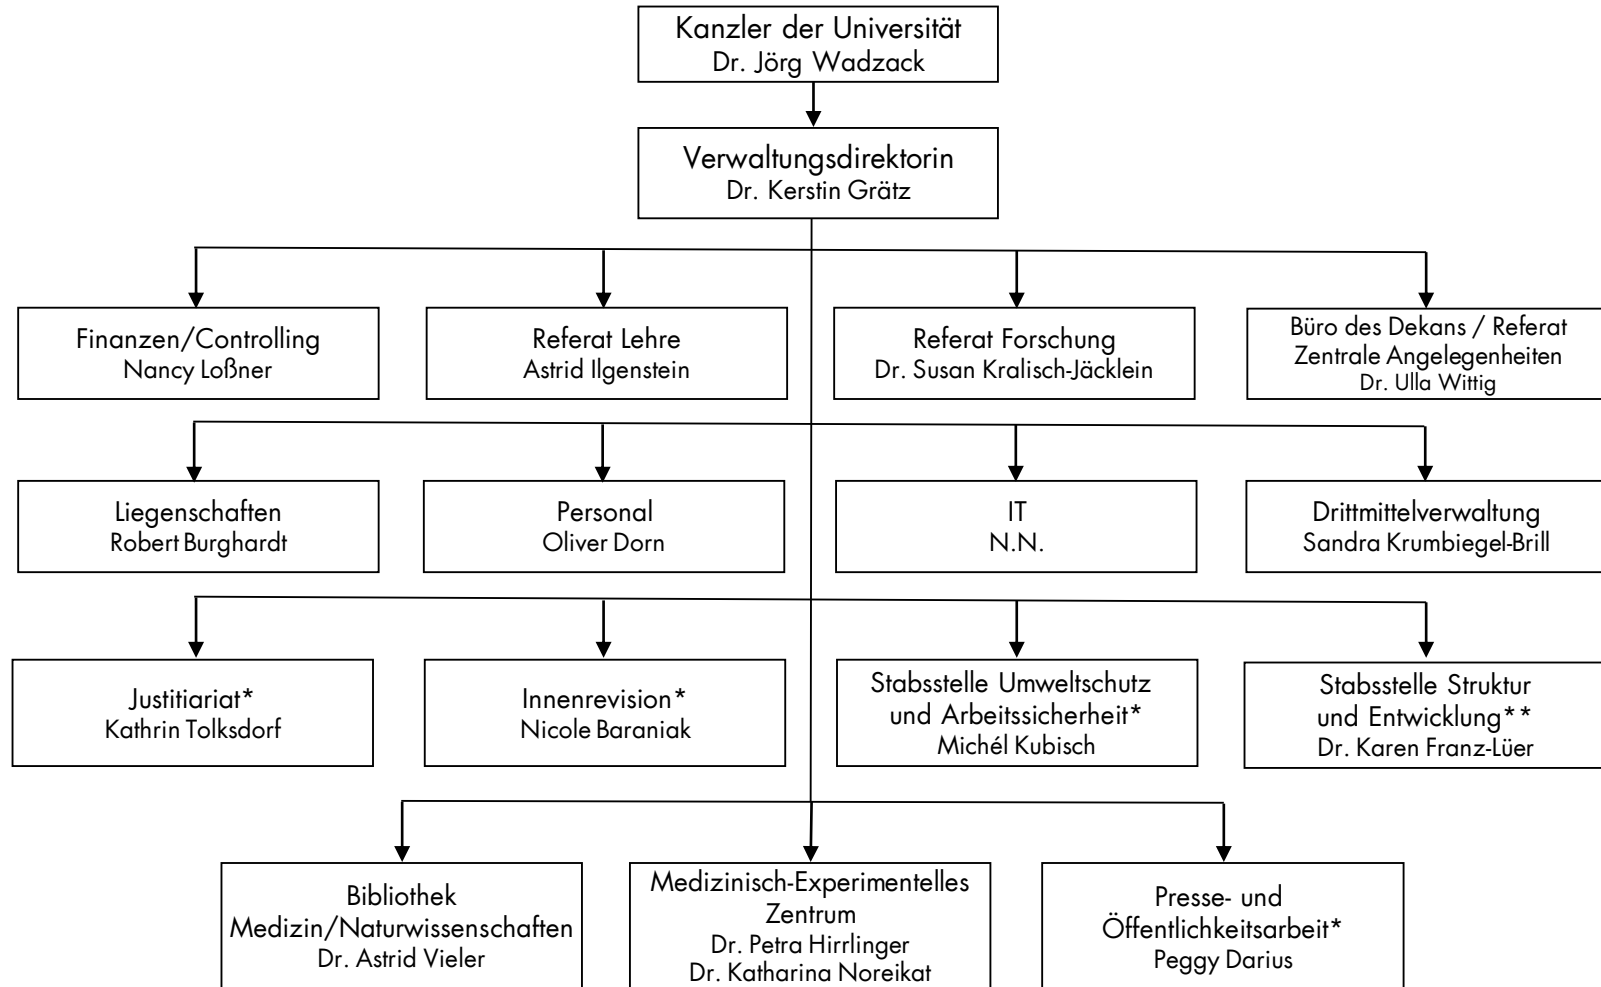 Kanzler der Universität
Dr. Jörg Wadzack
Verwaltungsdirektorin
Dr. Kerstin Grätz
Finanzen/Controlling
Nancy Loßner
Referat Lehre
Astrid Ilgenstein
Referat Forschung
Dr. Susan Kralisch-Jäcklein
Büro des Dekans / Referat
Zentrale Angelegenheiten
Dr. Ulla Wittig
Liegenschaften
Robert Burghardt
Personal
Oliver Dorn
IT
N.N.
Drittmittelverwaltung
Sandra Krumbiegel-Brill
Justitiariat*
Kathrin Tolksdorf
Innenrevision*
Nicole Baraniak
Stabsstelle Umweltschutz
und Arbeitssicherheit*
Michél Kubisch
Stabsstelle Struktur
und Entwicklung**
Dr. Karen Franz-Lüer
Bibliothek
Medizin/Naturwissenschaften
Dr. Astrid Vieler
Medizinisch-Experimentelles
Zentrum
Dr. Petra Hirrlinger
Dr. Katharina Noreikat
Presse- und
Öffentlichkeitsarbeit*
Peggy Darius